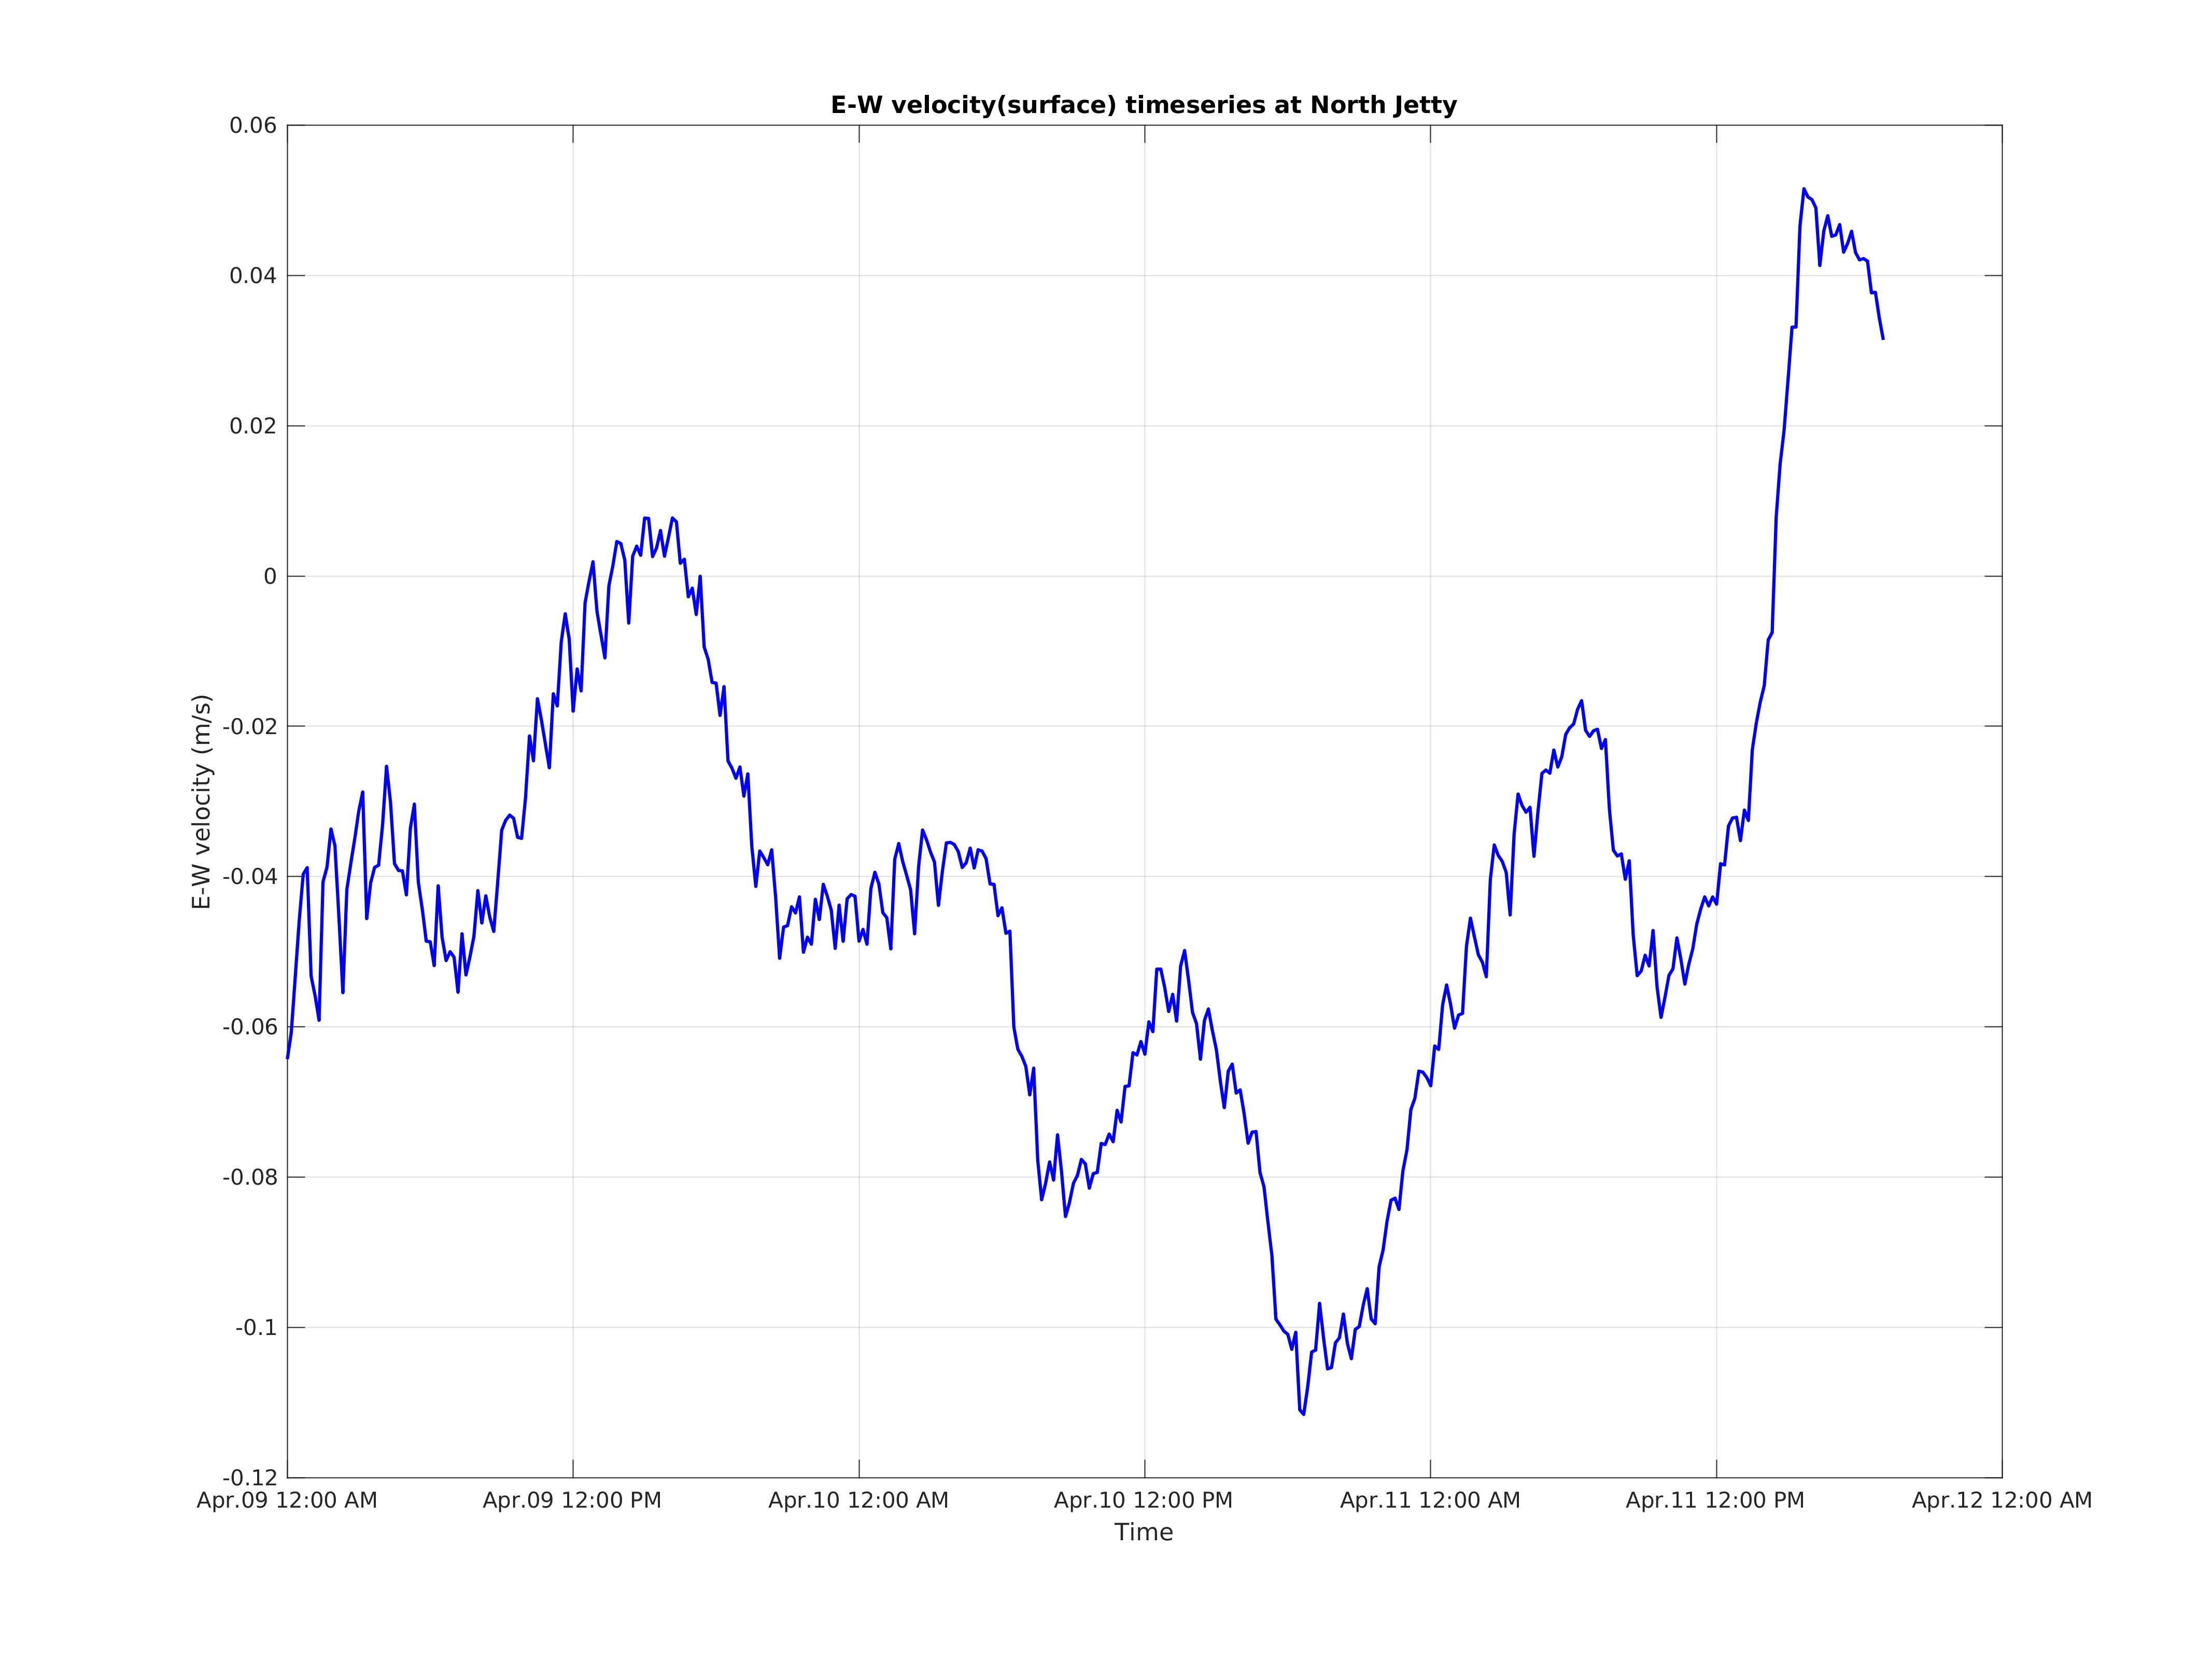 E-W velocity(surface) timeseries at North Jetty
0.06
0.04
0.02
0
-0.02
-0.04
-0.06
-0.08
-0.1
-0.12
E-W velocity (m/s)
Apr.09 12:00 AM Apr.09 12:00 PM Apr.10 12:00 AM Apr.10 12:00 PM Apr.11 12:00 AM Apr.11 12:00 PM Apr.12 12:00 AM
Time